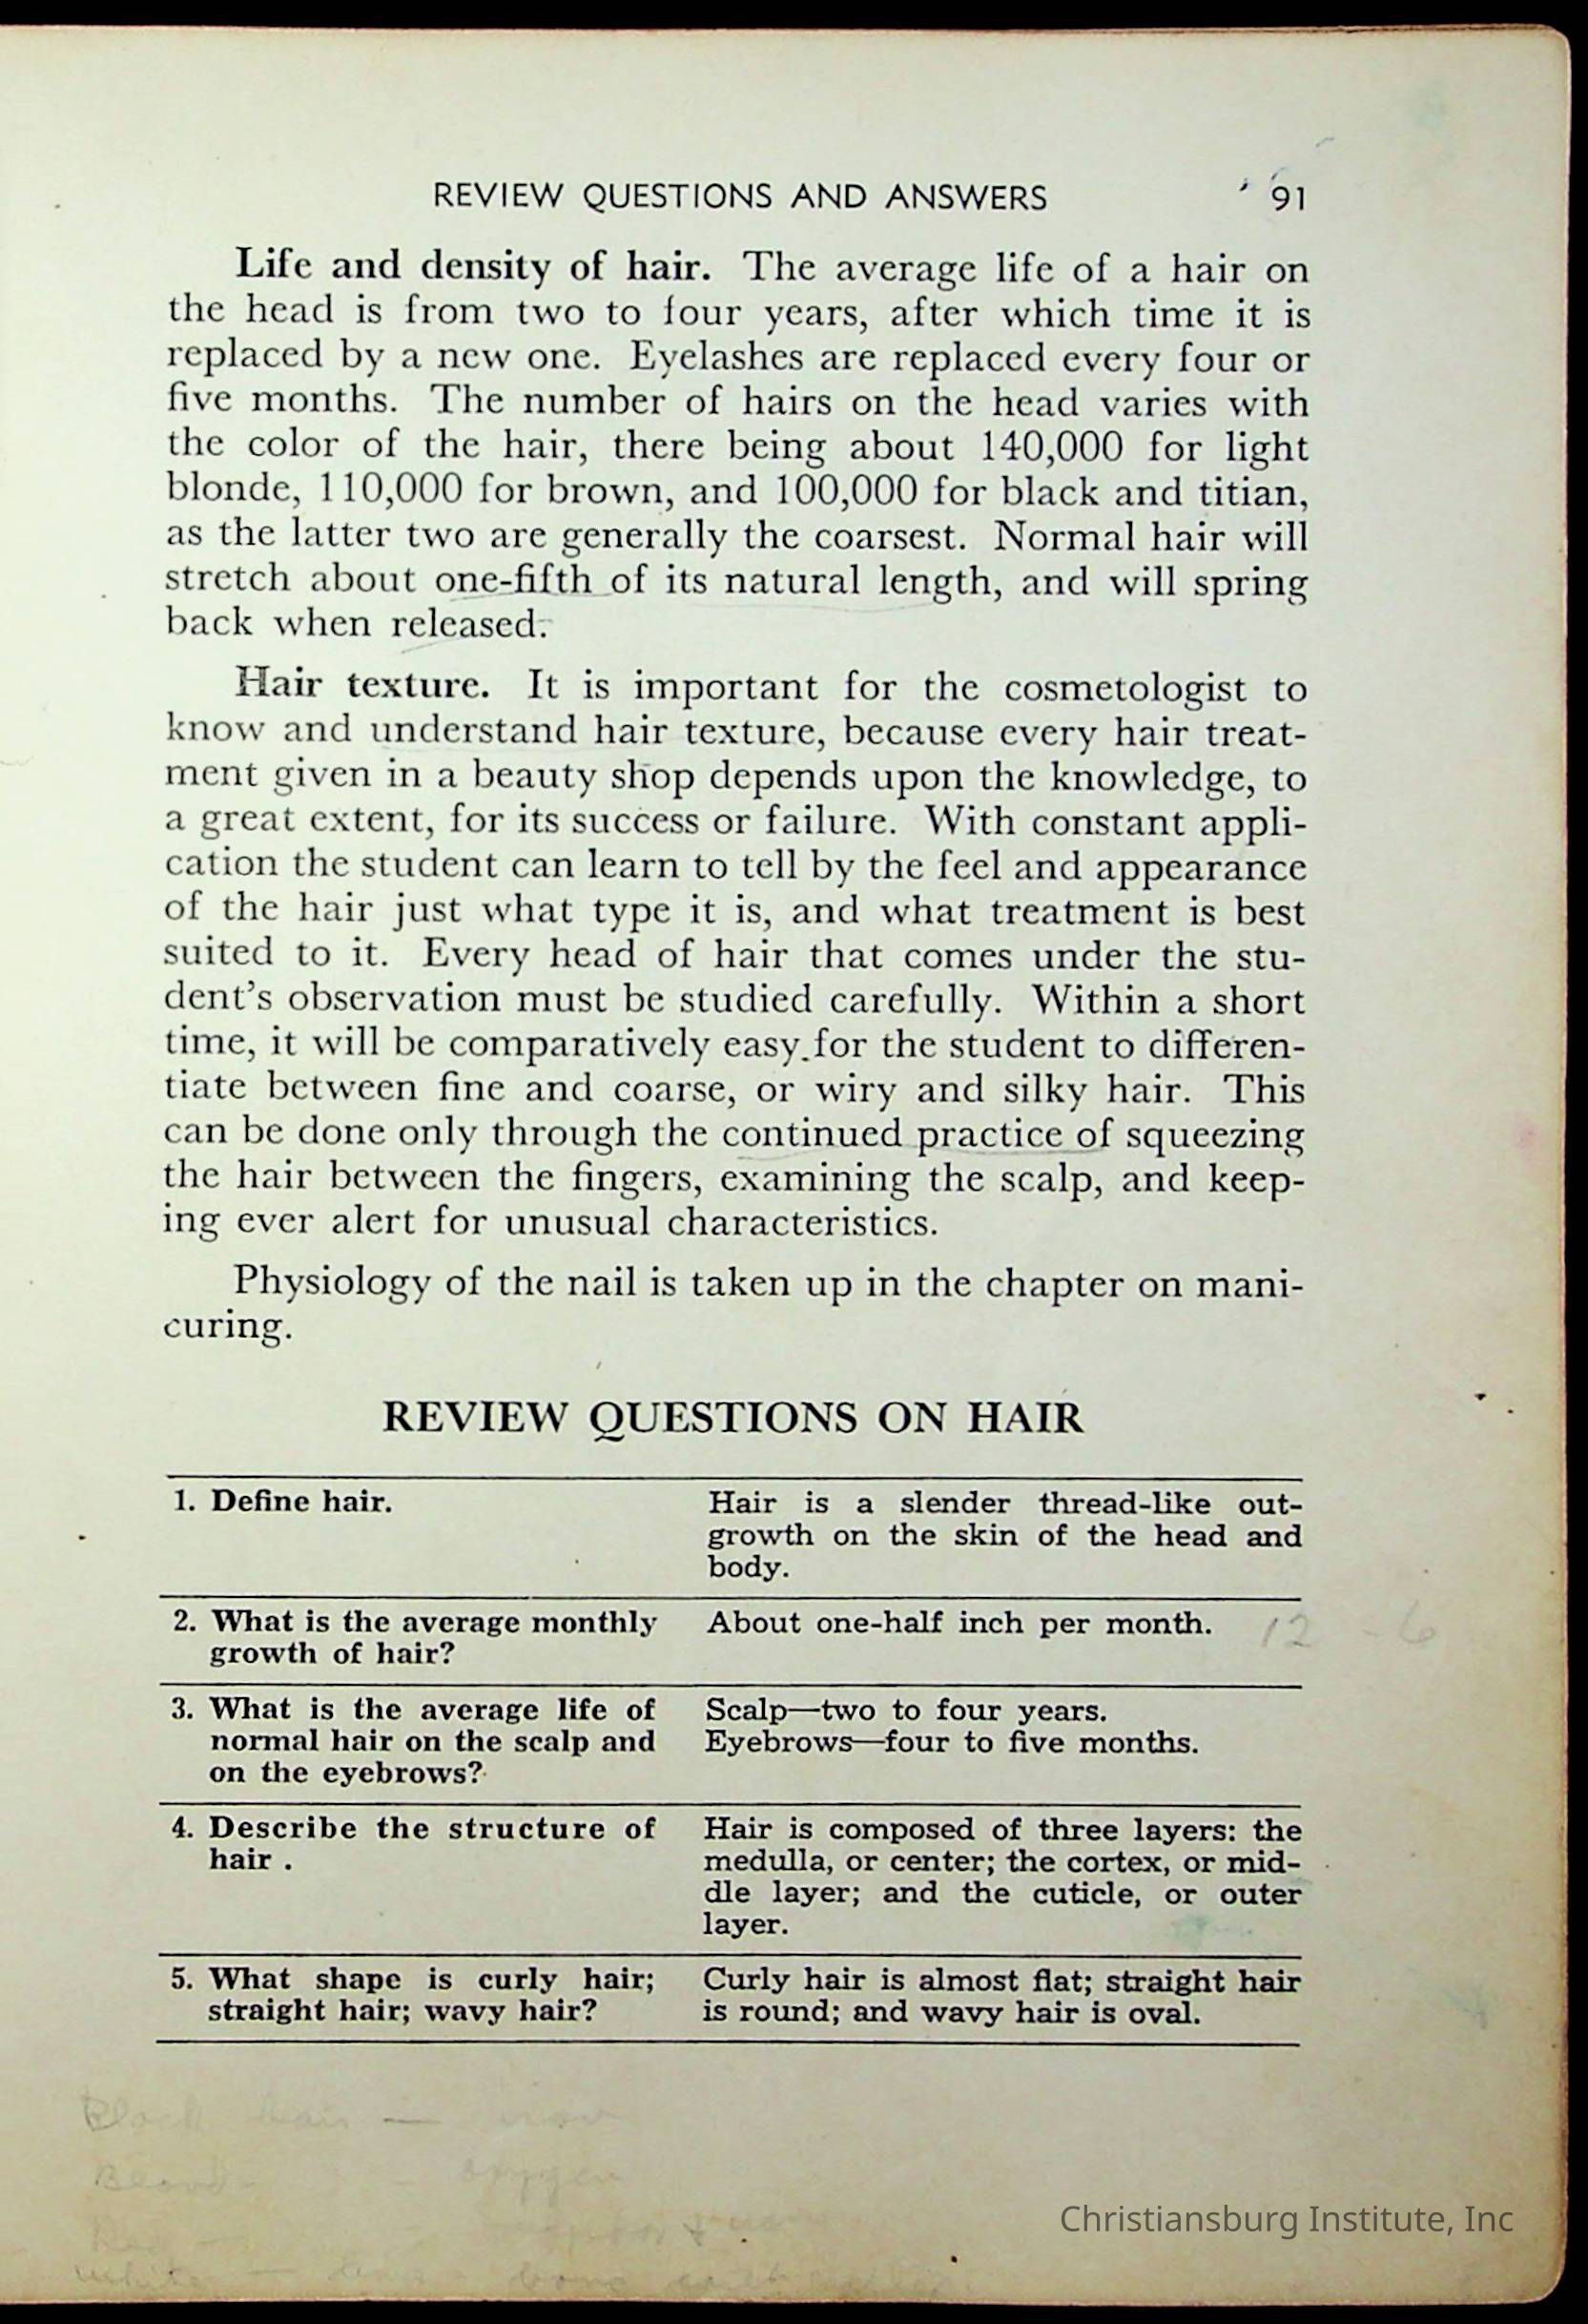 REVIEW QUESTIONS AND ANSWERS 91
Life and density of hair. The average life of a hair on
the head is from two to four years, after which time it is
replaced by a new one. Eyelashes are replaced every four or
five months. The number of hairs on the head varies with
the color of the hair, there being about 140,000 for light
blonde, 110,000 for brown, and 100,000 for black and titian,
as the latter two are generally the coarsest. Normal hair will
stretch about one-fifth of its natural length, and will spring
back when released.
Hair texture. It is important for the cosmetologist to
know and understand hair texture, because every hair treat-
ment given in a beauty shop depends upon the knowledge, to
a great extent, for its success or failure. With constant appli-
cation the student can learn to tell by the feel and appearance
of the hair just what type it is, and what treatment is best
suited to it. Every head of hair that comes under the stu-
dent's observation must be studied carefully. Within a short
time, it will be comparatively easy for the student to differen-
tiate between fine and coarse, or wiry and silky hair. This
can be done only through the continued practice of squeezing
the hair between the fingers, examining the scalp, and keep-
ing ever alert for unusual characteristics.
Physiology of the nail is taken up in the chapter on mani-
curing.
REVIEW QUESTIONS ON HAIR
1. Define hair.
Hair is a slender thread-like out-
growth on the skin of the head and
body.
2. What is the average monthly
growth of hair?
About one-half inch per month. 12 - 6
3. What is the average life of
normal hair on the scalp and
on the eyebrows?
Scalp—two to four years.
Eyebrows—four to five months.
4. Describe the structure of
hair .
Hair is composed of three layers: the
medulla, or center; the cortex, or mid-
dle layer; and the cuticle, or outer
layer.
5. What shape is curly hair;
straight hair; wavy hair?
Curly hair is almost flat; straight hair
is round; and wavy hair is oval.
Black hair —
oxygen
Christiansburg Institute, Inc